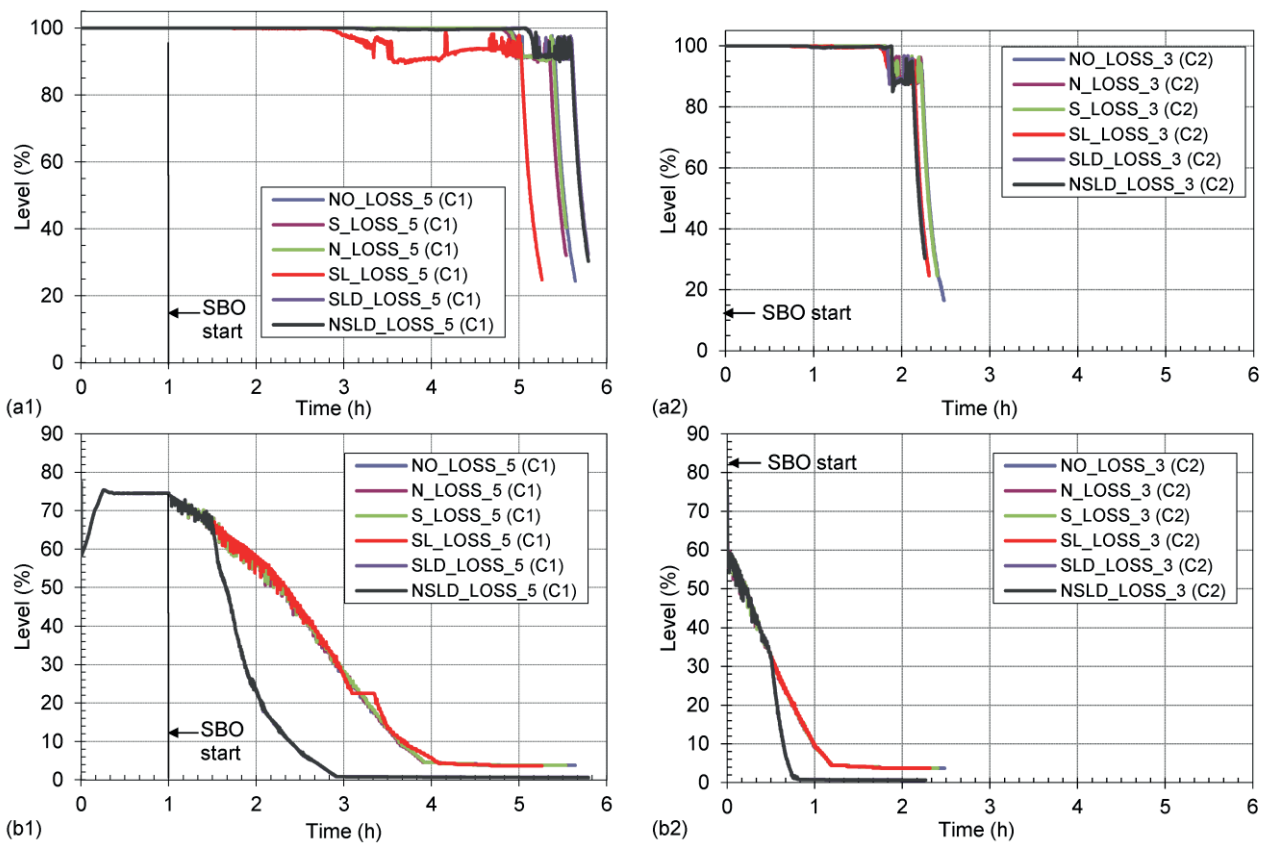 100
80
60
40
20
0
Level (%)
NO_LOSS_5 (C1)
S_LOSS_5 (C1)
N_LOSS_5 (C1)
SL_LOSS_5 (C1)
SLD_LOSS_5 (C1)
NSLD_LOSS_5 (C1)
SBO
start
0 1 2 3 4 5 6
Time (h)
(a1)
100
80
60
40
20
0
Level (%)
NO_LOSS_3 (C2)
N_LOSS_3 (C2)
S_LOSS_3 (C2)
SL_LOSS_3 (C2)
SLD_LOSS_3 (C2)
NSLD_LOSS_3 (C2)
SBO start
0 1 2 3 4 5 6
Time (h)
(a2)
90
80
70
60
50
40
30
20
10
0
Level (%)
NO_LOSS_5 (C1)
N_LOSS_5 (C1)
S_LOSS_5 (C1)
SL_LOSS_5 (C1)
SLD_LOSS_5 (C1)
NSLD_LOSS_5 (C1)
SBO
start
0 1 2 3 4 5 6
Time (h)
(b1)
90
80
70
60
50
40
30
20
10
0
Level (%)
SBO start
NO_LOSS_3 (C2)
N_LOSS_3 (C2)
S_LOSS_3 (C2)
SL_LOSS_3 (C2)
SLD_LOSS_3 (C2)
NSLD_LOSS_3 (C2)
0 1 2 3 4 5 6
Time (h)
(b2)